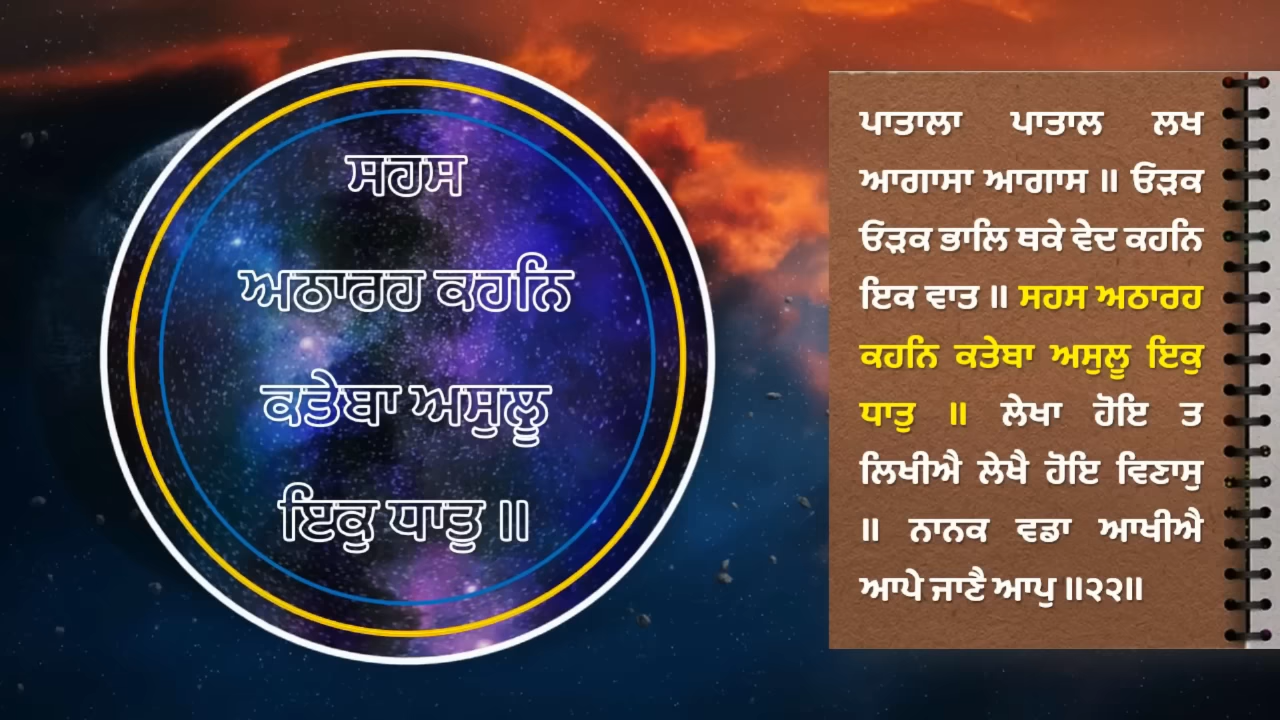 ਸਹਸ
ਅਠਾਰਹ ਕਹਨਿ
ਕਤੇਬਾ ਅਸੁਲੂ
ਇਕੁ ਧਾਤੁ ॥
ਪਾਤਾਲਾ ਪਾਤਾਲ ਲਖ
ਆਗਾਸਾ ਆਗਾਸ ॥ ਓੜਕ
ਓੜਕ ਭਾਲਿ ਥਕੇ ਵੇਦ ਕਹਨਿ
ਇਕ ਵਾਤ ॥ ਸਹਸ ਅਠਾਰਹ
ਕਹਨਿ ਕਤੇਬਾ ਅਸੁਲੂ ਇਕੁ
ਧਾਤੁ ॥ ਲੇਖਾ ਹੋਇ ਤ
ਲਿਖੀਐ ਲੇਖੈ ਹੋਇ ਵਿਣਾਸੁ
॥ ਨਾਨਕ ਵਡਾ ਆਖੀਐ
ਆਪੇ ਜਾਣੈ ਆਪੁ ॥੨੨॥